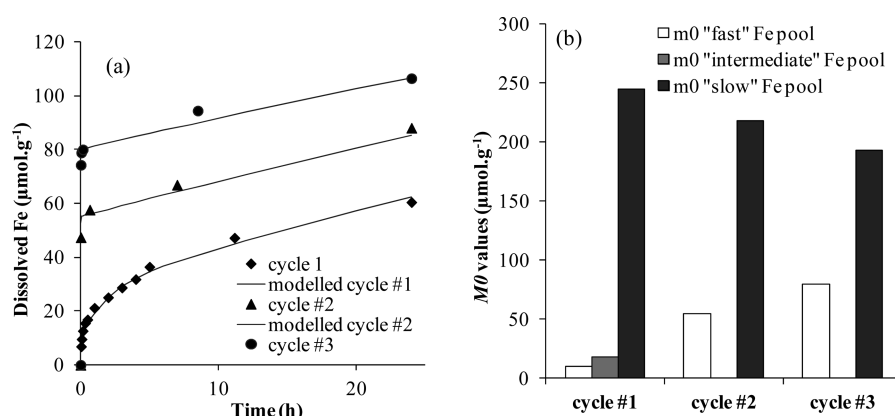 (a)
Dissolved Fe (µmol.g-1)
120
100
80
60
40
20
0
0
10
20
Time (h)
cycle 1
modelled cycle #1
cycle #2
modelled cycle #2
cycle #3
(b)
M0 values (µmol.g-1)
300
250
200
150
100
50
0
m0 "fast" Fe pool
m0 "intermediate" Fe pool
m0 "slow" Fe pool
cycle #1
cycle #2
cycle #3